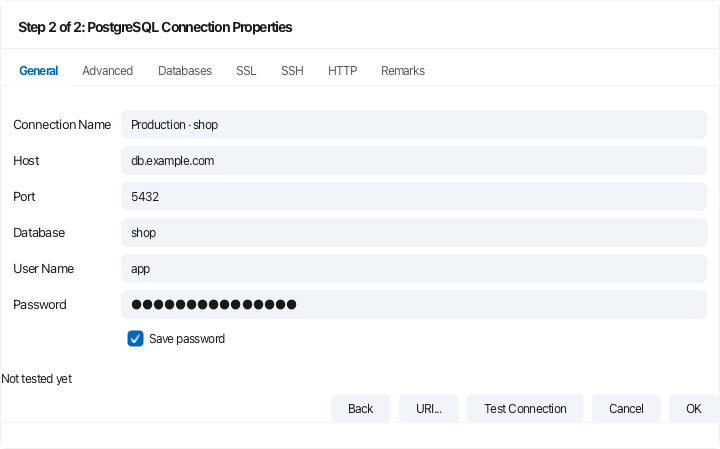 Step 2 of 2: PostgreSQL Connection Properties
General Advanced Databases SSL SSH HTTP Remarks
Connection Name Production · shop
Host db.example.com
Port 5432
Database shop
User Name app
Password ●●●●●●●●●●●●●●●
Save password
Not tested yet
Back URI... Test Connection Cancel OK